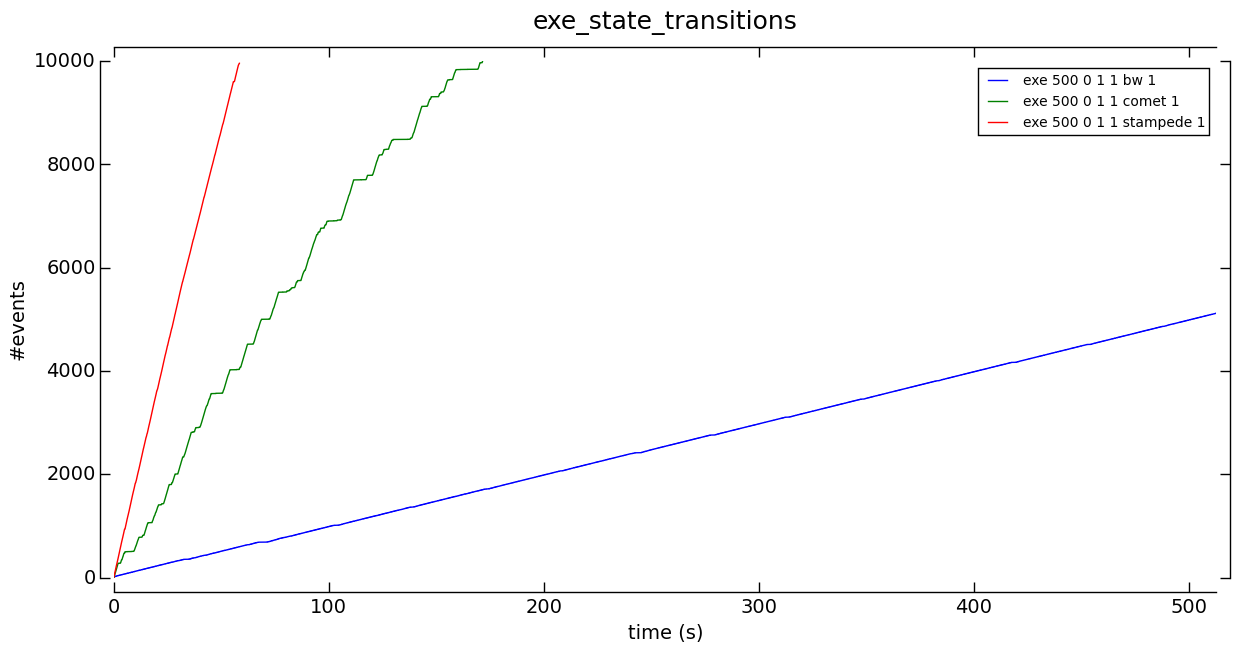 exe_state_transitions
10000
8000
6000
4000
2000
0
#events
exe 500 0 1 1 bw 1
exe 500 0 1 1 comet 1
exe 500 0 1 1 stampede 1
0 100 200 300 400 500
time (s)